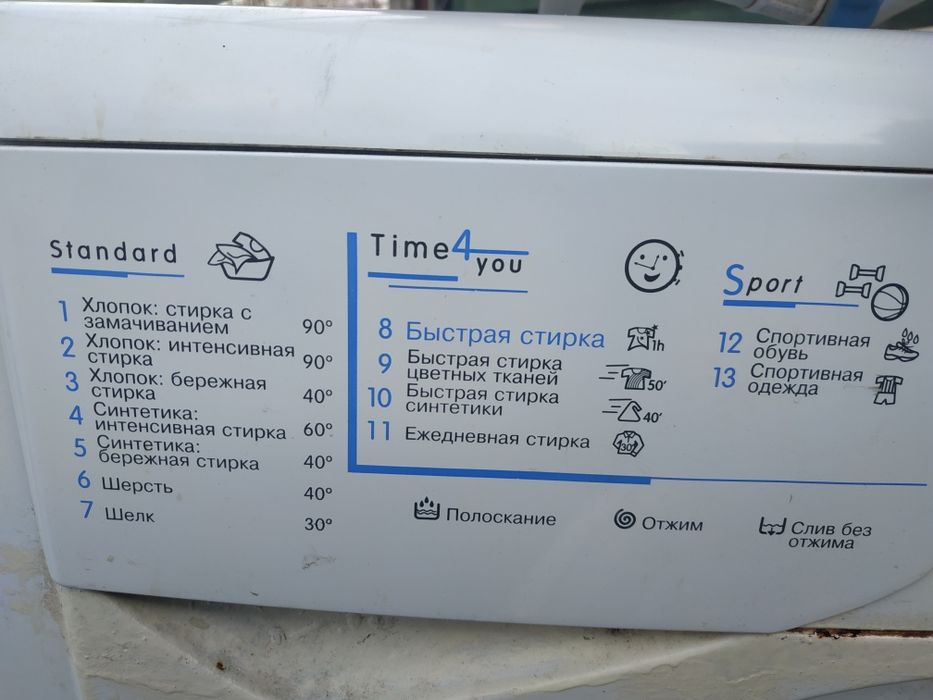 Standard
1 Хлопок: стирка с
замачиванием 90°
2 Хлопок: интенсивная
стирка 90°
3 Хлопок: бережная
стирка 40°
4 Синтетика:
интенсивная стирка 60°
5 Синтетика:
бережная стирка 40°
6 Шерсть 40°
7 Шелк 30°
Time4you
8 Быстрая стирка 1h
9 Быстрая стирка
цветных тканей 50'
10 Быстрая стирка
синтетики 40'
11 Ежедневная стирка 30'
Sport
12 Спортивная
обувь
13 Спортивная
одежда
Полоскание
Отжим
Слив без
отжима